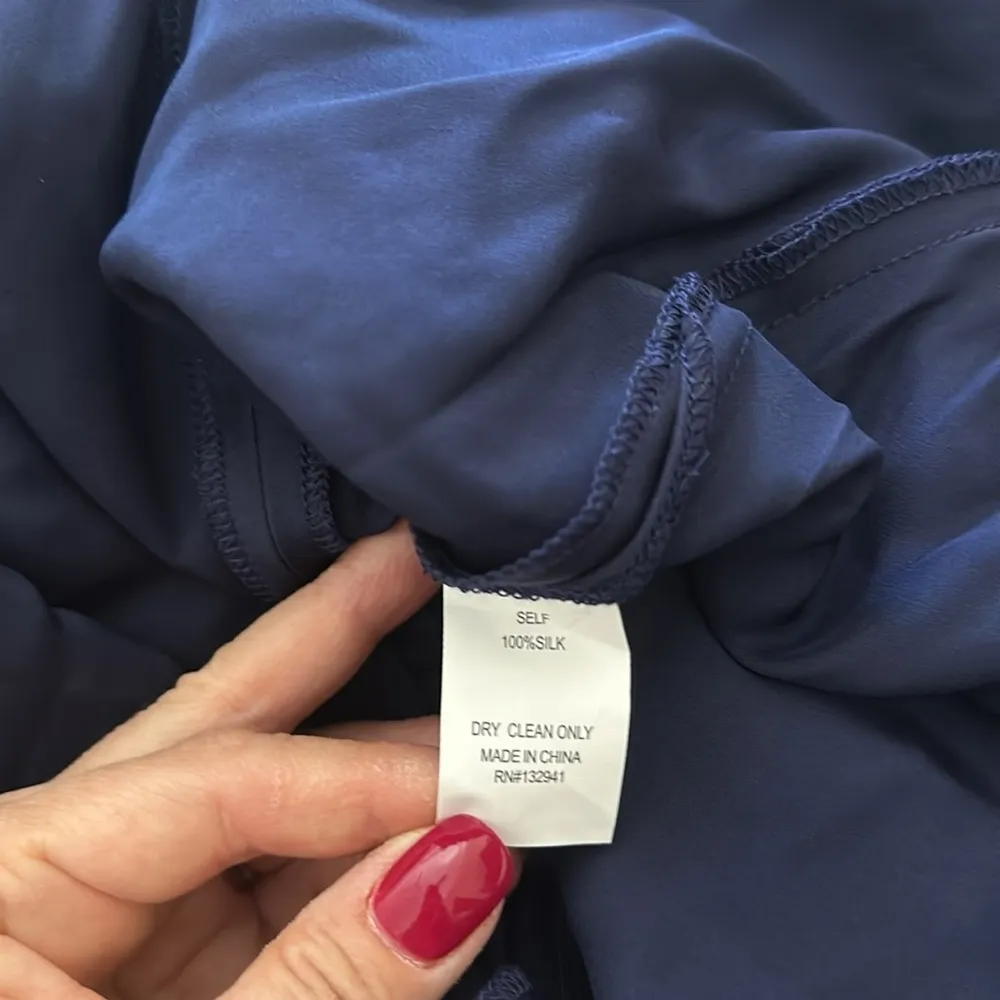 SELF
100%SILK
DRY CLEAN ONLY
MADE IN CHINA
RN#132941